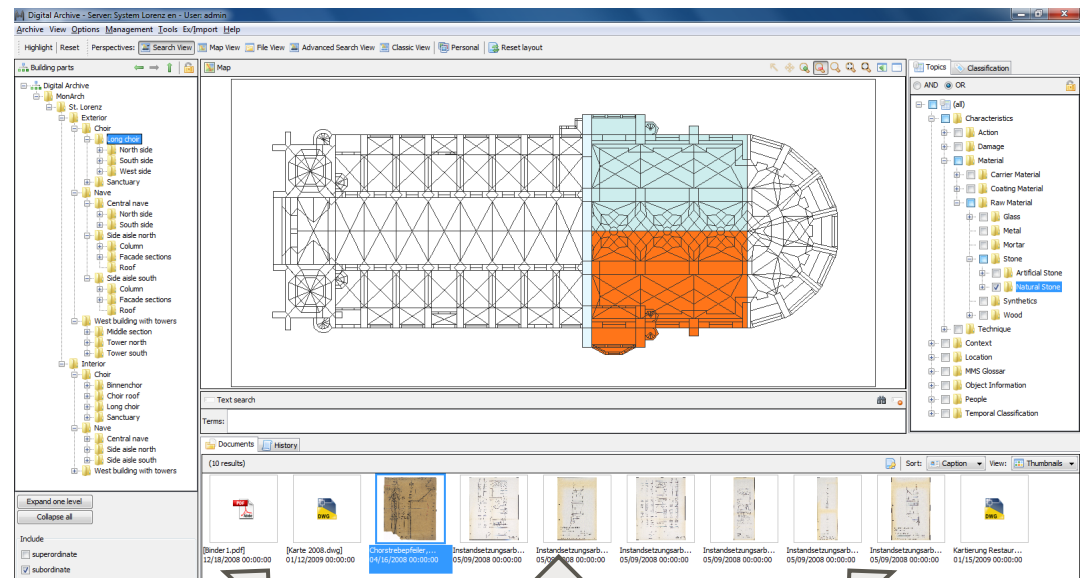 Digital Archive - Server: System Lorenz en - User: admin
Archive View Options Management Tools Ex/Import Help
Highlight Reset Perspectives: Search View Map View File View Advanced Search View Classic View Personal Reset layout
Building parts
Digital Archive
MonArch
St. Lorenz
Exterior
Choir
Long choir
North side
South side
West side
Sanctuary
Nave
Central nave
North side
South side
Side aisle north
Column
Facade sections
Roof
Side aisle south
Column
Facade sections
Roof
West building with towers
Middle section
Tower north
Tower south
Interior
Choir
Binnenchor
Choir roof
Long choir
Sanctuary
Nave
Central nave
Side aisle north
Side aisle south
West building with towers
Expand one level
Collapse all
Include
superordinate
subordinate
Map
Text search
Terms:
Documents History
(10 results)
Sort: Caption View: Thumbnails
PDF
DWG
DWG
[Binder I.pdf] [Karte 2008.dwg] Chorstrebepfeiler,... Instandsetzungsarb... Instandsetzungsarb... Instandsetzungsarb... Instandsetzungsarb... Instandsetzungsarb... Instandsetzungsarb... Kartierung Restaur...
12/18/2008 00:00:00 01/12/2009 00:00:00 04/16/2008 00:00:00 05/09/2008 00:00:00 05/09/2008 00:00:00 05/09/2008 00:00:00 05/09/2008 00:00:00 05/09/2008 00:00:00 05/09/2008 00:00:00 01/15/2009 00:00:00
Topics Classification
AND OR
(all)
Characteristics
Action
Damage
Material
Carrier Material
Coating Material
Raw Material
Glass
Metal
Mortar
Stone
Artificial Stone
Natural Stone
Synthetics
Wood
Technique
Context
Location
MMS Glossar
Object Information
People
Temporal Classification